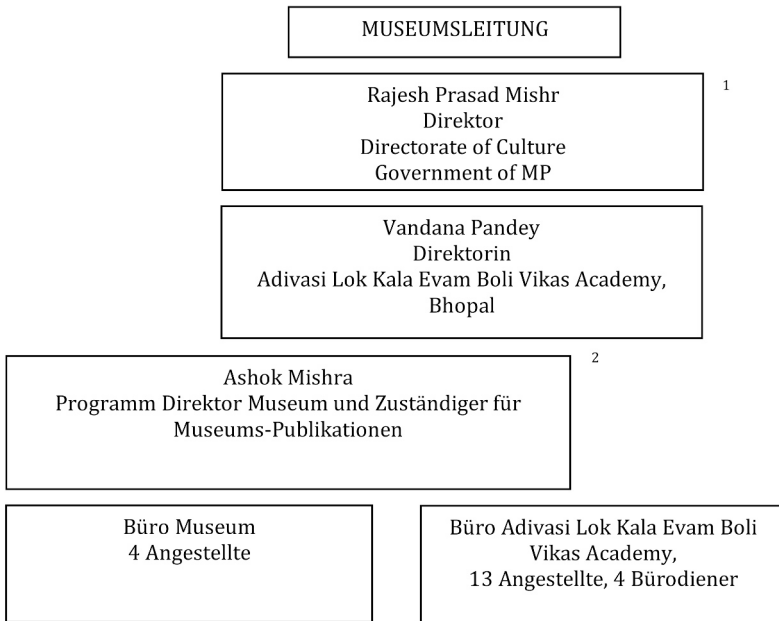 MUSEUMSLEITUNG
Rajesh Prasad Mishr
Direktor
Directorate of Culture
Government of MP
1
Vandana Pandey
Direktorin
Adivasi Lok Kala Evam Boli Vikas Academy,
Bhopal
Ashok Mishra
Programm Direktor Museum und Zuständiger für
Museums-Publikationen
2
Büro Museum
4 Angestellte
Büro Adivasi Lok Kala Evam Boli
Vikas Academy,
13 Angestellte, 4 Bürodiener